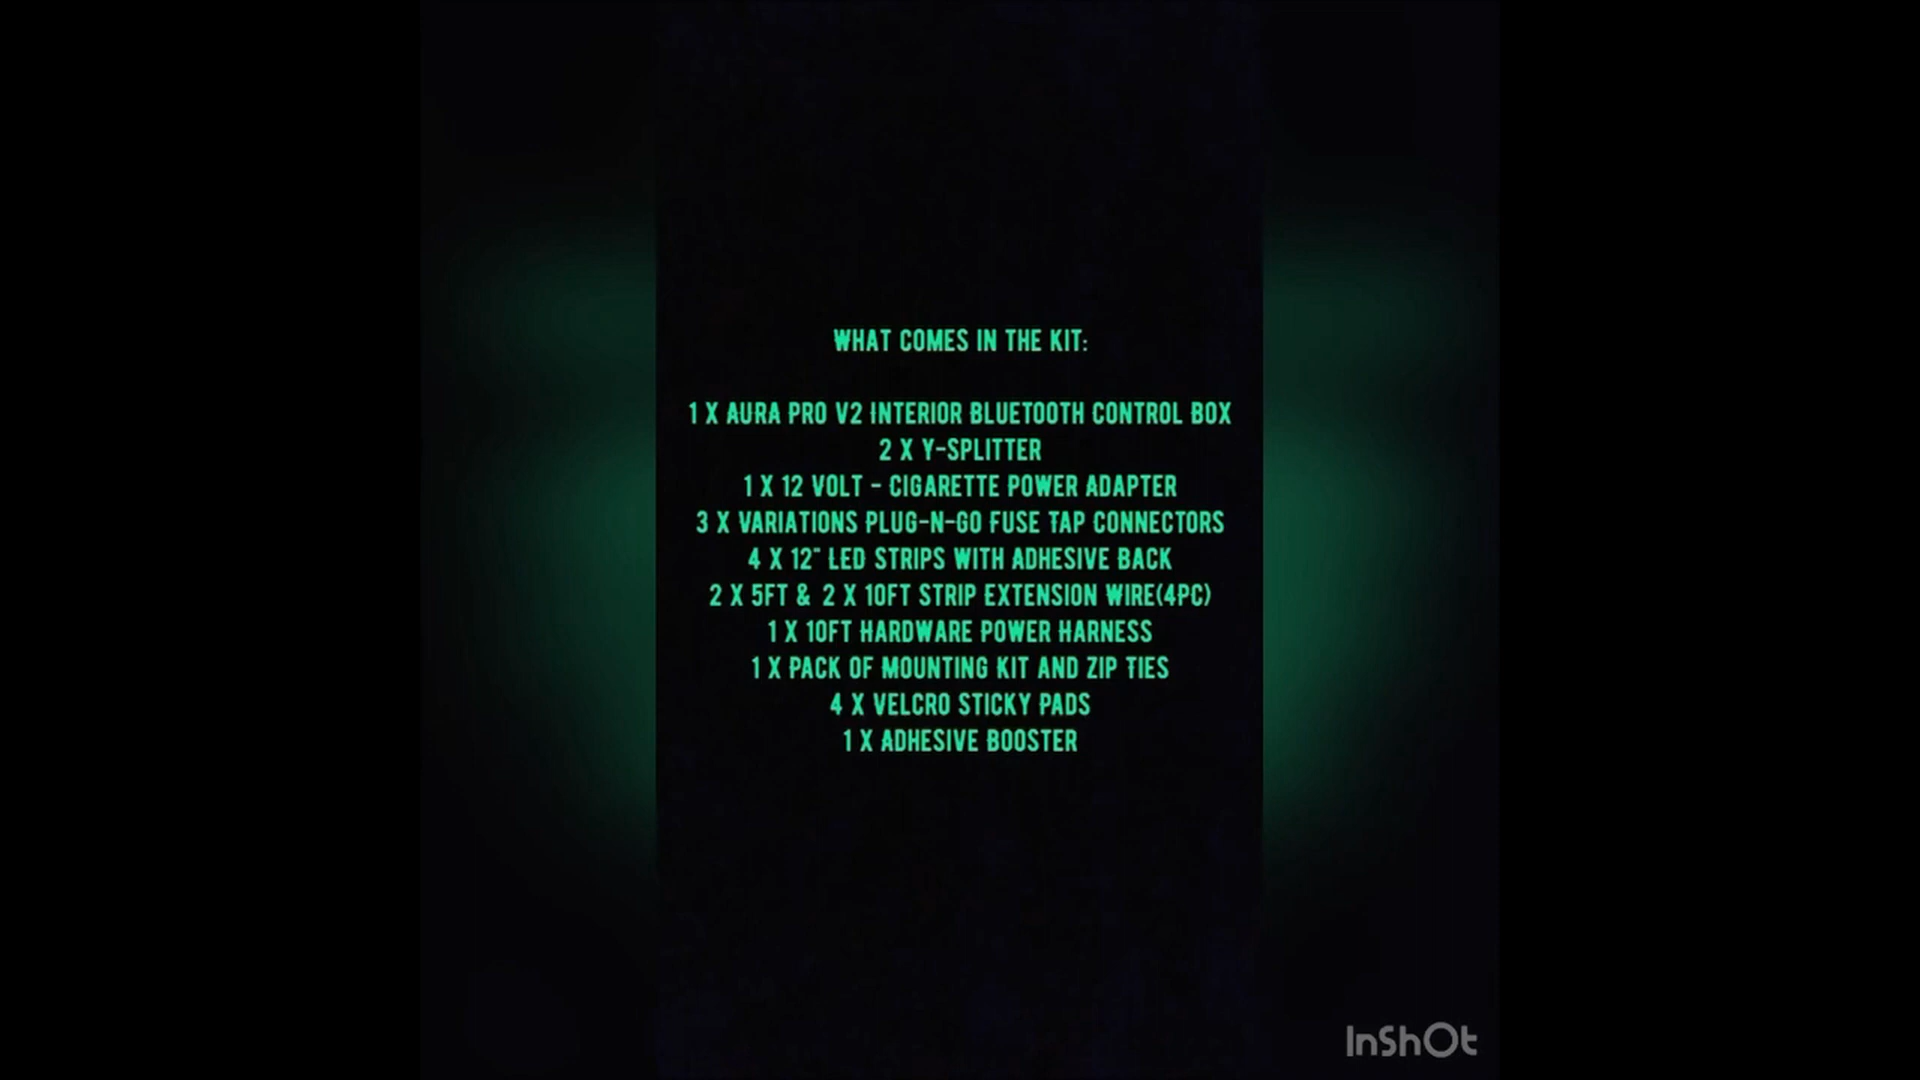 WHAT COMES IN THE KIT:
1 X AURA PRO V2 INTERIOR BLUETOOTH CONTROL BOX
2 X Y-SPLITTER
1 X 12 VOLT - CIGARETTE POWER ADAPTER
3 X VARIATIONS PLUG-N-GO FUSE TAP CONNECTORS
4 X 12" LED STRIPS WITH ADHESIVE BACK
2 X 5FT & 2 X 10FT STRIP EXTENSION WIRE(4PC)
1 X 10FT HARDWARE POWER HARNESS
1 X PACK OF MOUNTING KIT AND ZIP TIES
4 X VELCRO STICKY PADS
1 X ADHESIVE BOOSTER
InShOt